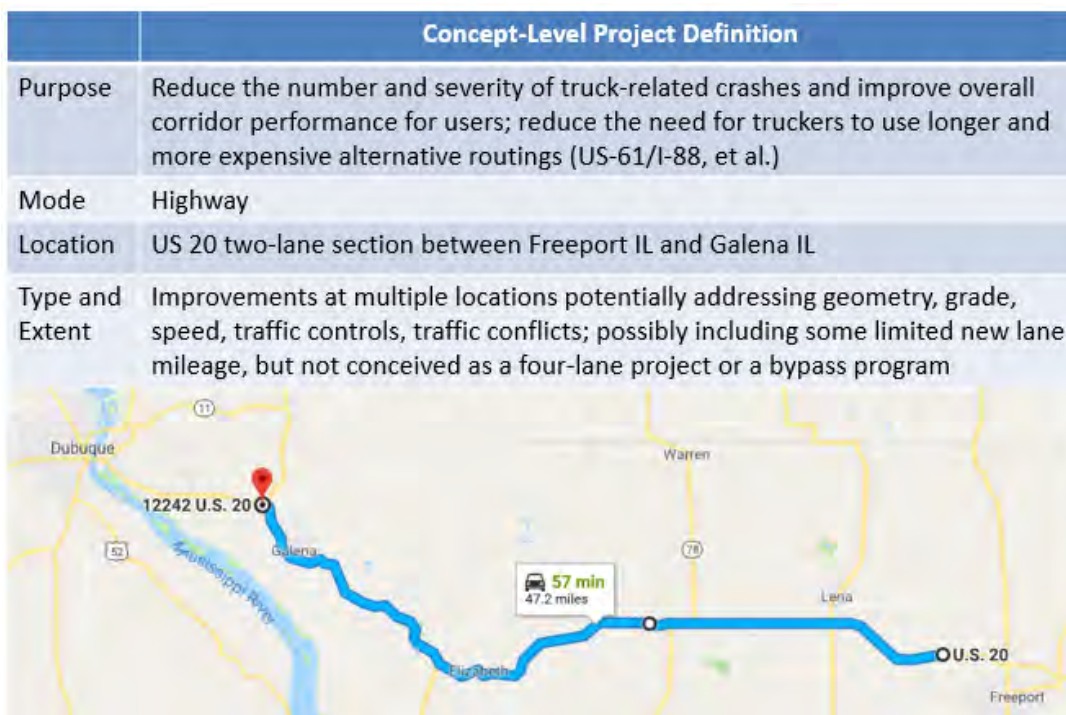 Concept-Level Project Definition
Purpose
Reduce the number and severity of truck-related crashes and improve overall
corridor performance for users; reduce the need for truckers to use longer and
more expensive alternative routings (US-61/I-88, et al.)
Mode
Highway
Location
US 20 two-lane section between Freeport IL and Galena IL
Type and
Extent
Improvements at multiple locations potentially addressing geometry, grade,
speed, traffic controls, traffic conflicts; possibly including some limited new lane
mileage, but not conceived as a four-lane project or a bypass program
11
Dubuque
Warren
12242 U.S. 20
52
Galena
78
Mississippi River
57 min
47.2 miles
Lena
Elizabeth
U.S. 20
Freeport